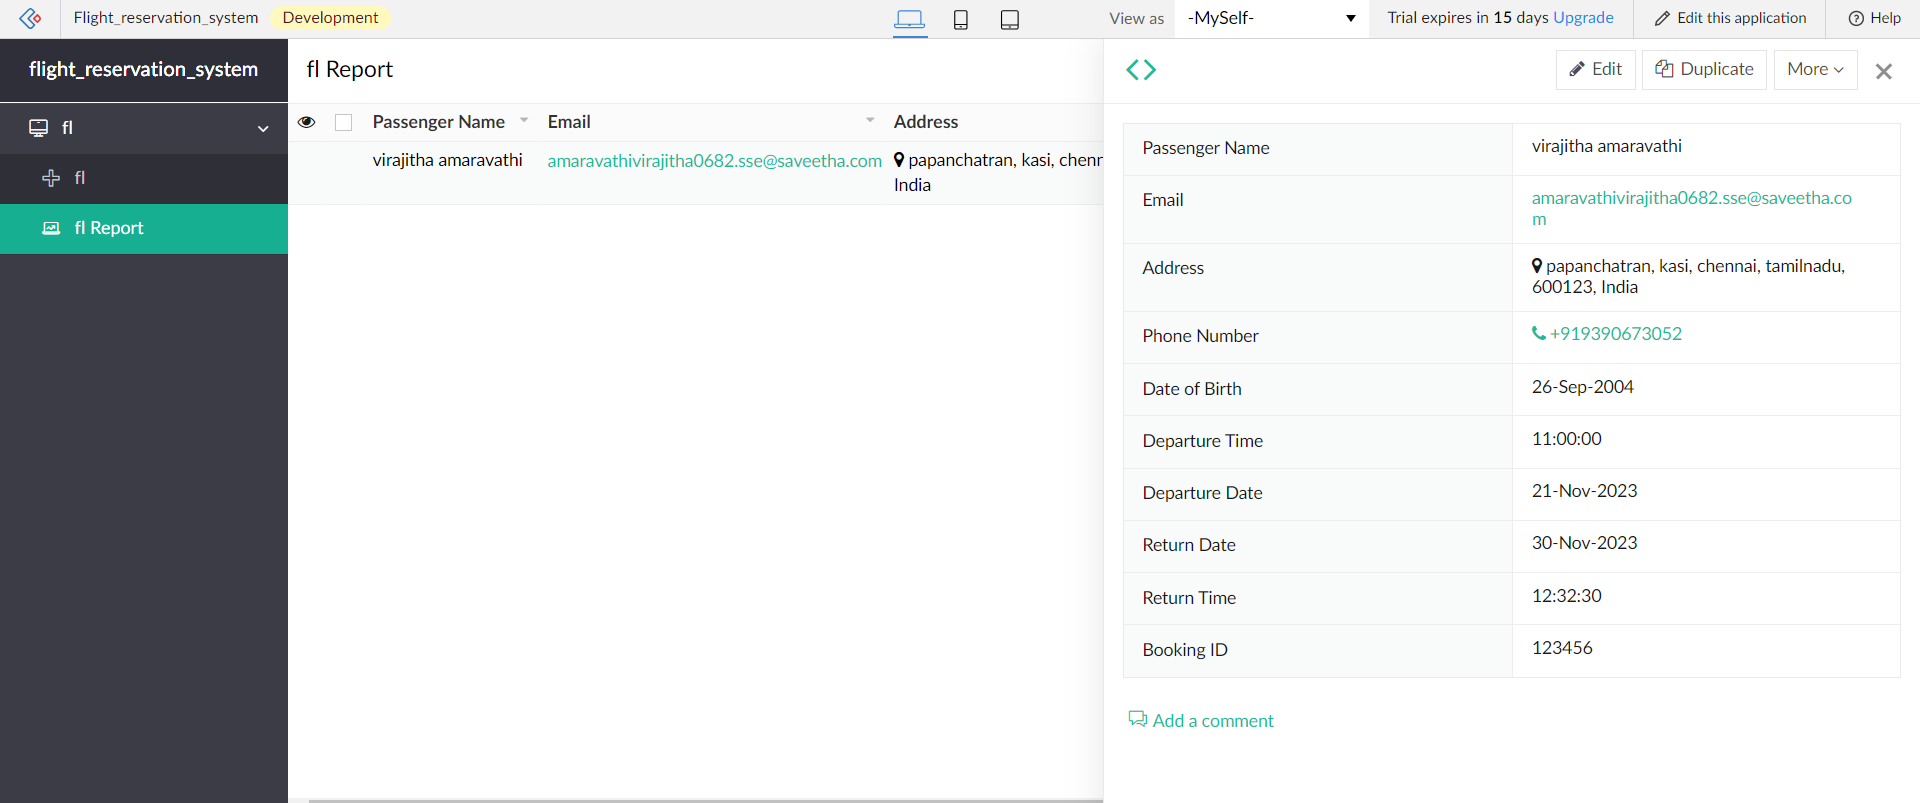 Flight_reservation_system Development View as -MySelf- Trial expires in 15 days Upgrade Edit this application Help
flight_reservation_system
fl
fl
fl Report
fl Report
Passenger Name Email Address
virajitha amaravathi amaravathivirajitha0682.sse@saveetha.com papanchatran, kasi, chenn
India
Edit Duplicate More
Passenger Name virajitha amaravathi
Email amaravathivirajitha0682.sse@saveetha.co
m
Address papanchatran, kasi, chennai, tamilnadu,
600123, India
Phone Number +919390673052
Date of Birth 26-Sep-2004
Departure Time 11:00:00
Departure Date 21-Nov-2023
Return Date 30-Nov-2023
Return Time 12:32:30
Booking ID 123456
Add a comment